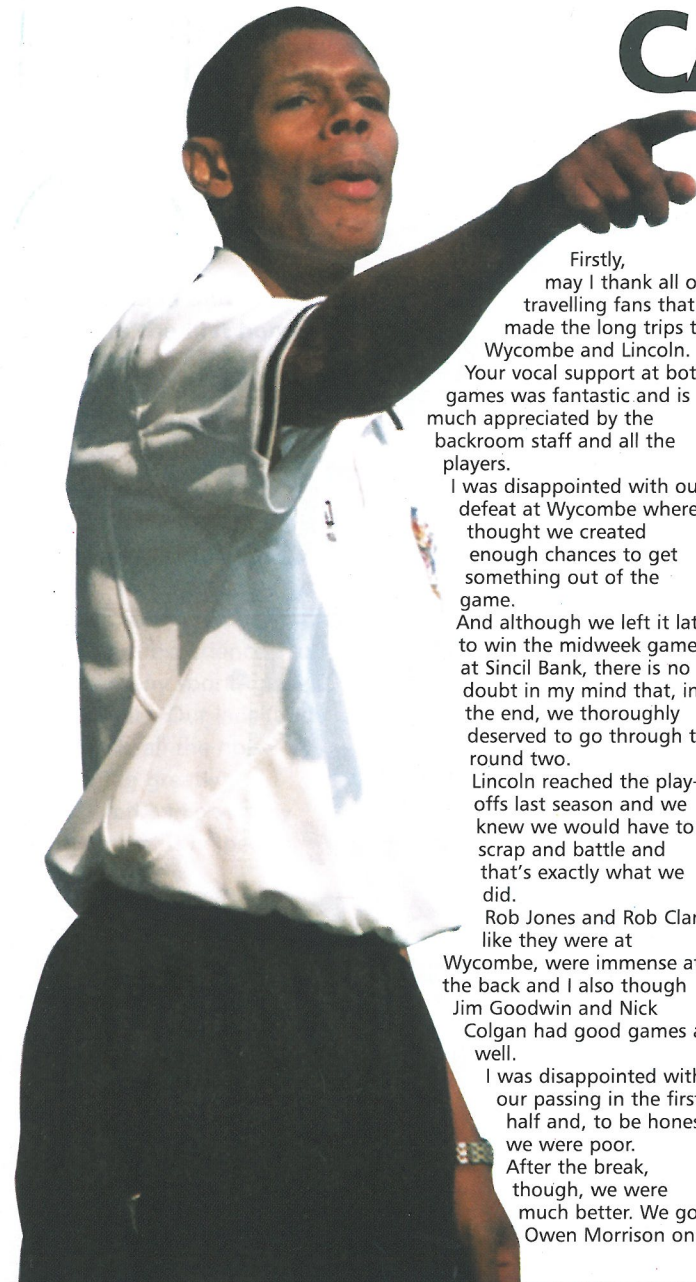 CA
Firstly,
may I thank all o
travelling fans that
made the long trips t
Wycombe and Lincoln.
Your vocal support at bot
games was fantastic and is
much appreciated by the
backroom staff and all the
players.
I was disappointed with ou
defeat at Wycombe where
thought we created
enough chances to get
something out of the
game.
And although we left it lat
to win the midweek game
at Sincil Bank, there is no
doubt in my mind that, in
the end, we thoroughly
deserved to go through t
round two.
Lincoln reached the play-
offs last season and we
knew we would have to
scrap and battle and
that's exactly what we
did.
Rob Jones and Rob Clar
like they were at
Wycombe, were immense at
the back and I also though
Jim Goodwin and Nick
Colgan had good games a
well.
I was disappointed with
our passing in the first
half and, to be hones
we were poor.
After the break,
though, we were
much better. We go
Owen Morrison on